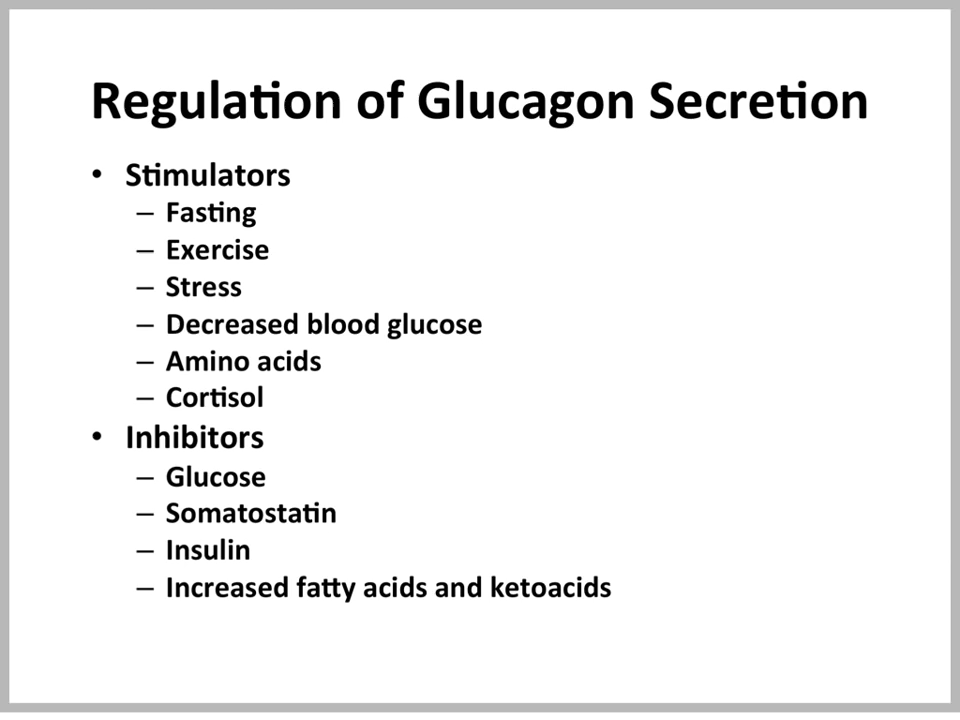 Regulation of Glucagon Secretion
• Stimulators
– Fasting
– Exercise
– Stress
– Decreased blood glucose
– Amino acids
– Cortisol
• Inhibitors
– Glucose
– Somatostatin
– Insulin
– Increased fatty acids and ketoacids